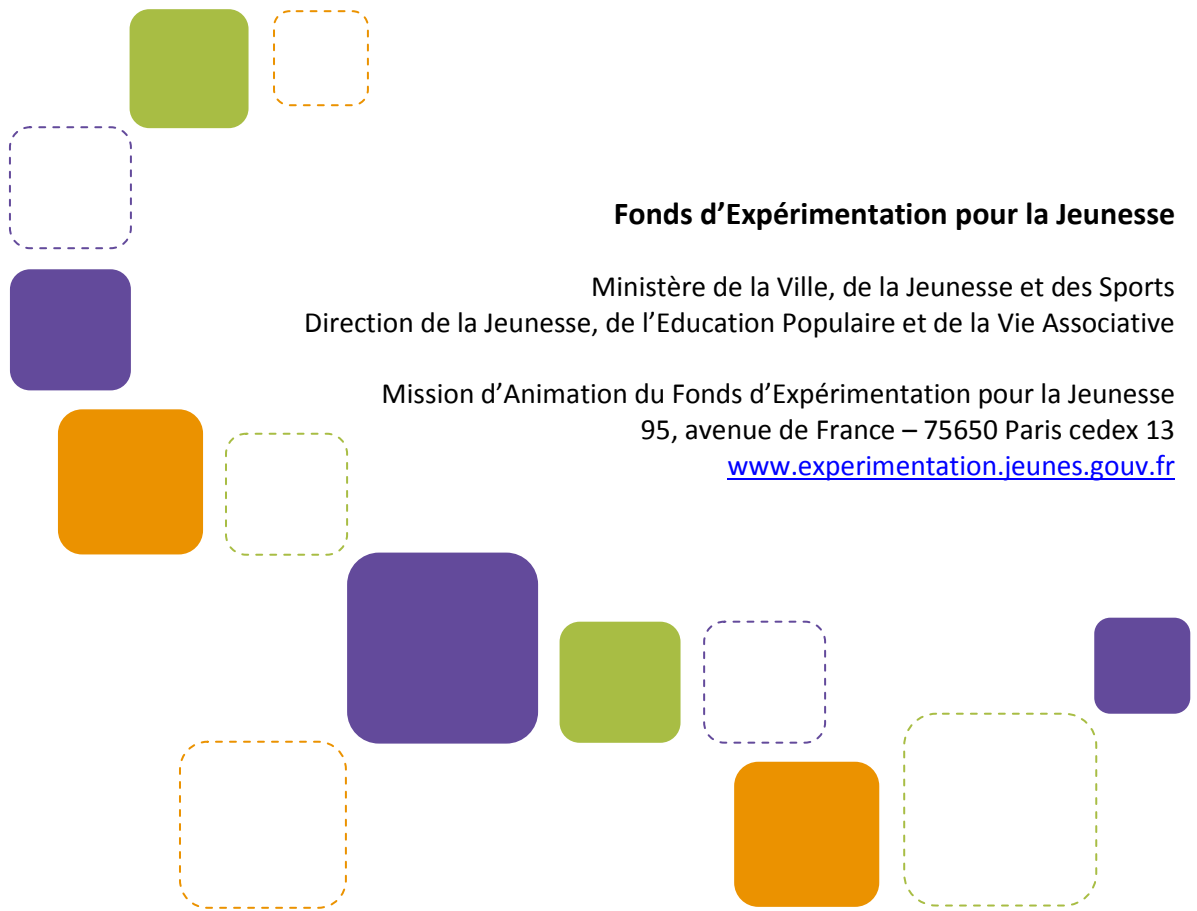 Fonds d’Expérimentation pour la Jeunesse
Ministère de la Ville, de la Jeunesse et des Sports
Direction de la Jeunesse, de l’Education Populaire et de la Vie Associative
Mission d’Animation du Fonds d’Expérimentation pour la Jeunesse
95, avenue de France – 75650 Paris cedex 13
www.experimentation.jeunes.gouv.fr